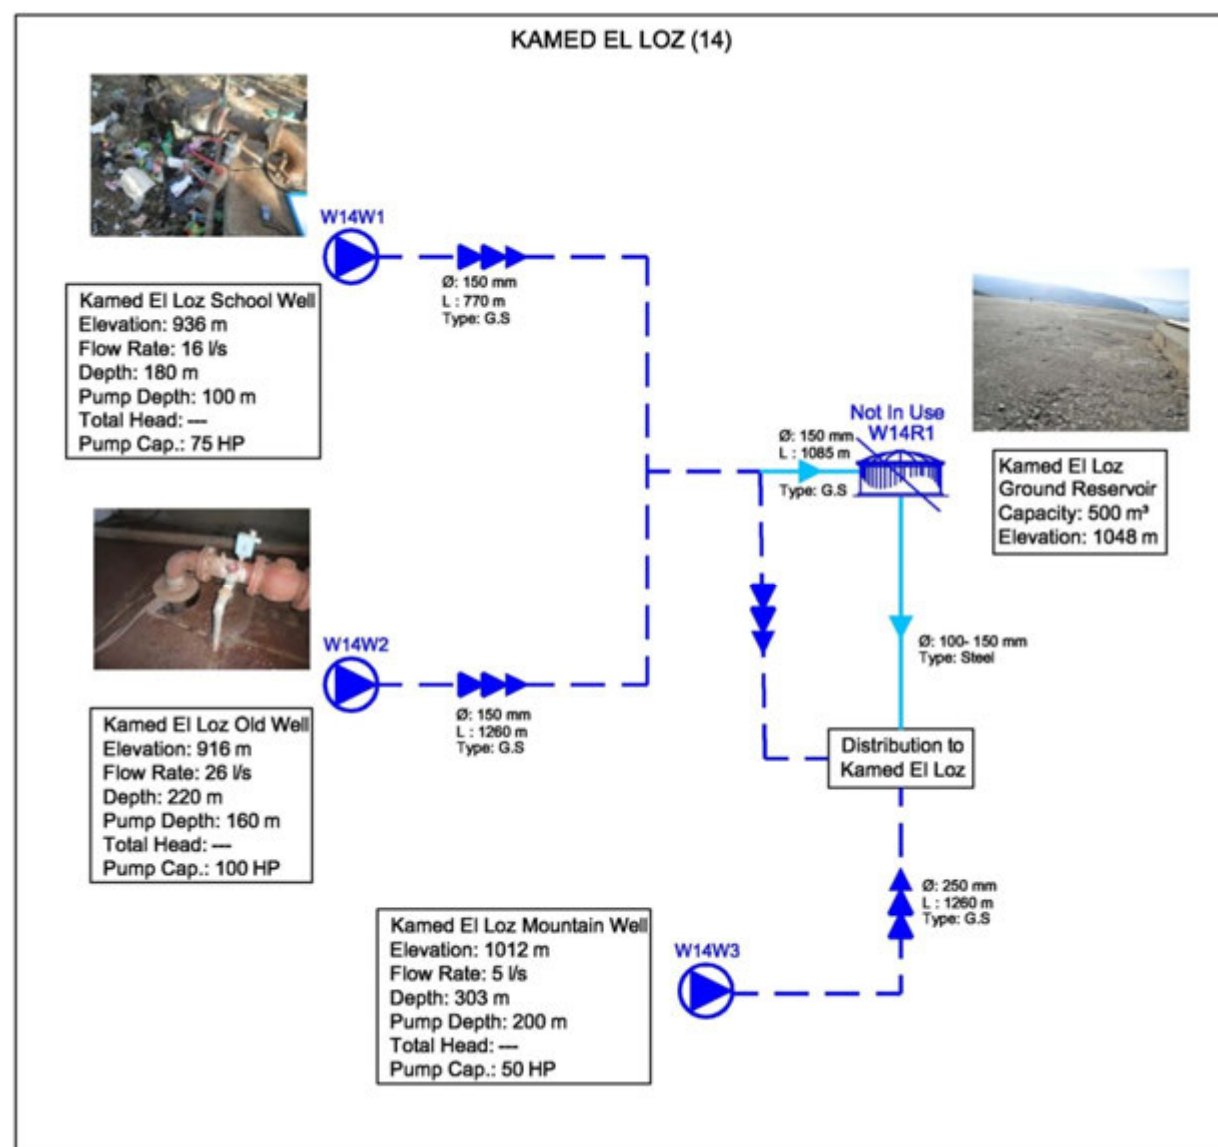 KAMED EL LOZ (14)
W14W1
Ø: 150 mm
L : 770 m
Type: G.S
Kamed El Loz School Well
Elevation: 936 m
Flow Rate: 16 l/s
Depth: 180 m
Pump Depth: 100 m
Total Head: ---
Pump Cap.: 75 HP
Not In Use
W14R1
Ø: 150 mm
L : 1085 m
Type: G.S
Kamed El Loz
Ground Reservoir
Capacity: 500 m³
Elevation: 1048 m
W14W2
Ø: 150 mm
L : 1260 m
Type: G.S
Ø: 100- 150 mm
Type: Steel
Kamed El Loz Old Well
Elevation: 916 m
Flow Rate: 26 l/s
Depth: 220 m
Pump Depth: 160 m
Total Head: ---
Pump Cap.: 100 HP
Distribution to
Kamed El Loz
Ø: 250 mm
L : 1260 m
Type: G.S
Kamed El Loz Mountain Well
Elevation: 1012 m
Flow Rate: 5 l/s
Depth: 303 m
Pump Depth: 200 m
Total Head: ---
Pump Cap.: 50 HP
W14W3